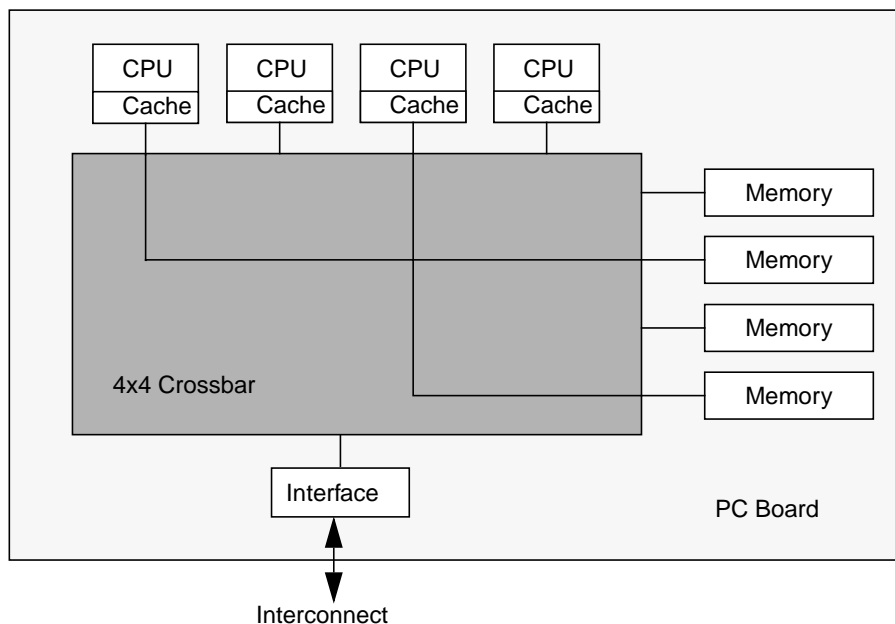 CPU
Cache
CPU
Cache
CPU
Cache
CPU
Cache
Memory
Memory
Memory
Memory
4x4 Crossbar
Interface
PC Board
Interconnect